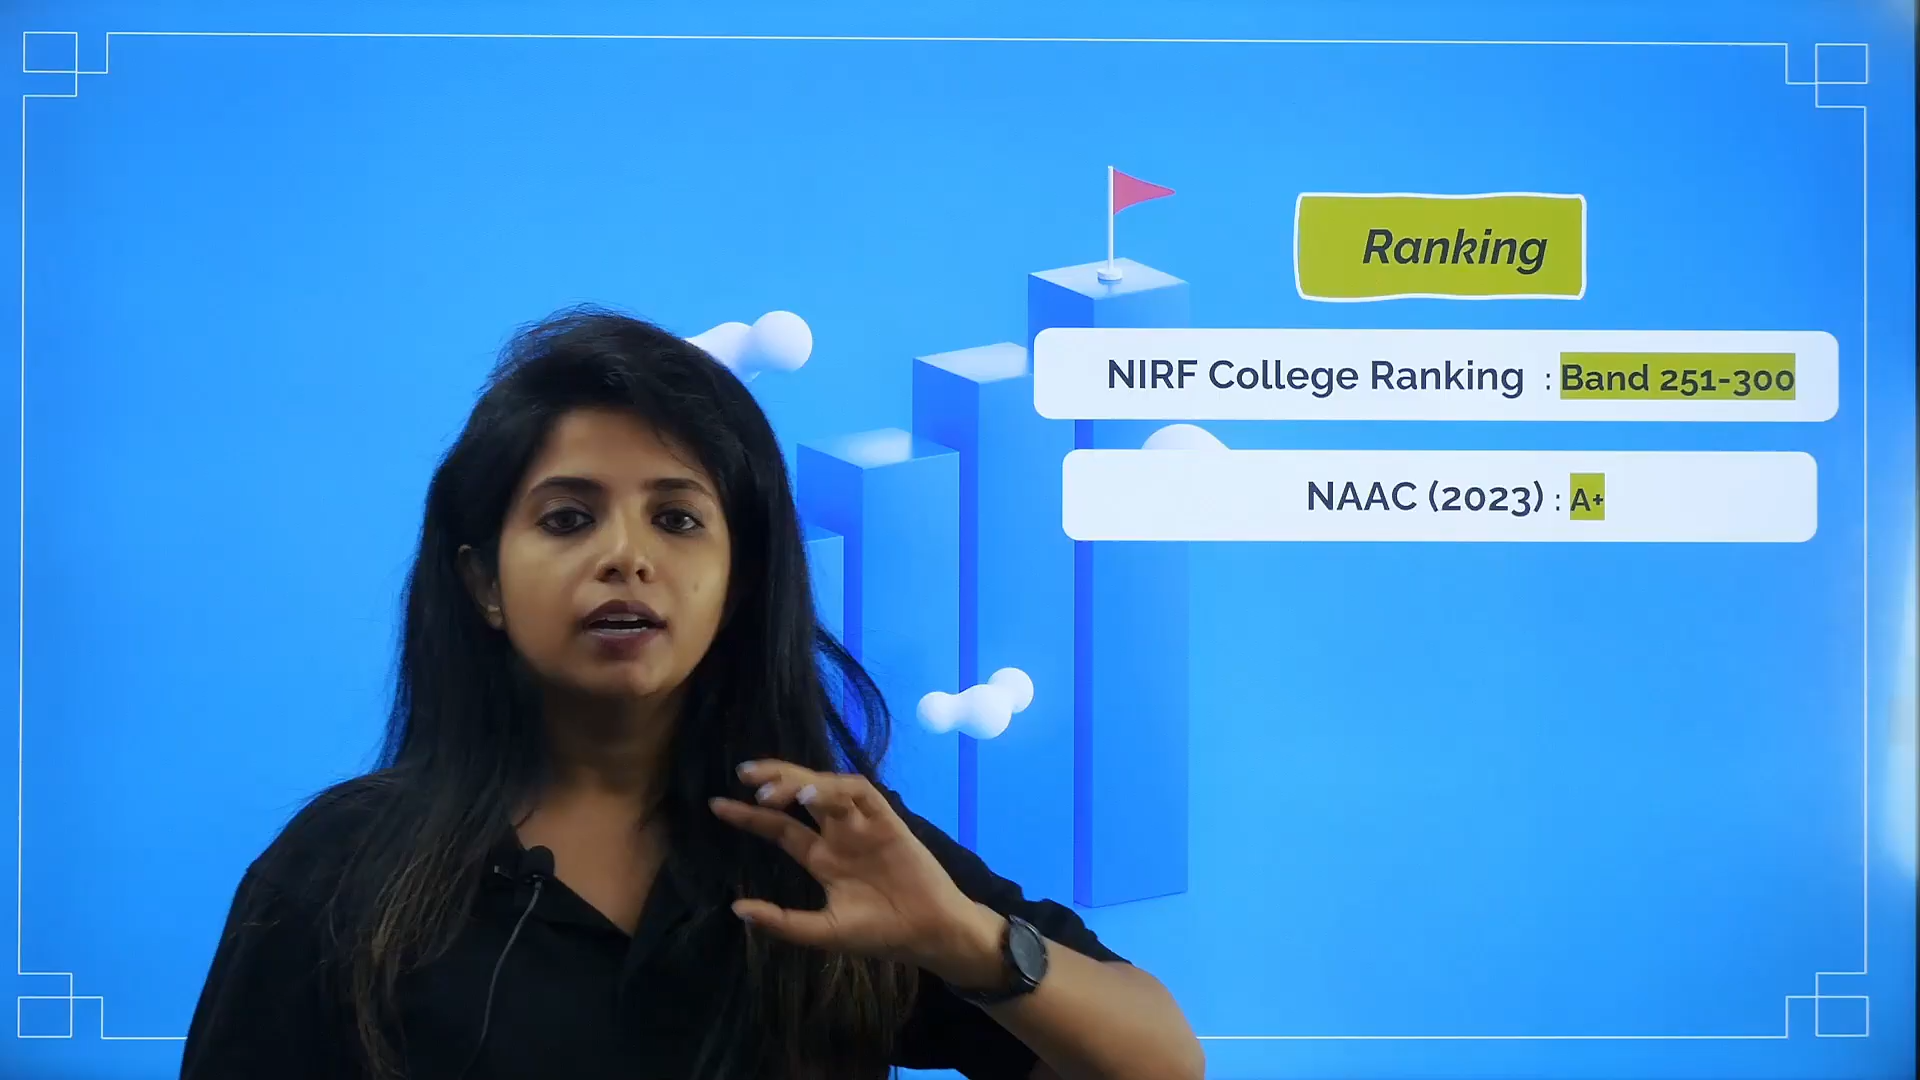 Ranking
NIRF College Ranking : Band 251-300
NAAC (2023) : A+